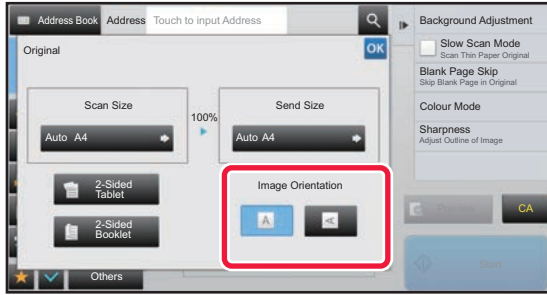 Address Book Address Touch to input Address
Original
OK
Scan Size
Auto A4
100%
Send Size
Auto A4
2-Sided
Tablet
2-Sided
Booklet
Image Orientation
A
A
Others
Background Adjustment
Slow Scan Mode
Scan Thin Paper Original
Blank Page Skip
Skip Blank Page in Original
Colour Mode
Sharpness
Adjust Outline of Image
Preview
CA
Start